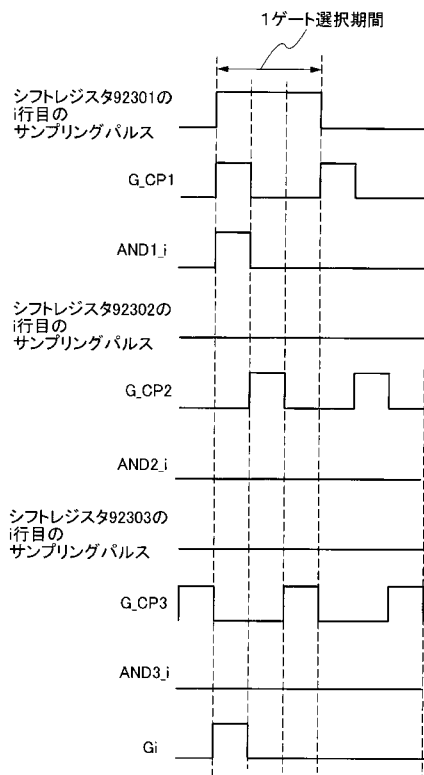 1ゲート選択期間
シフトレジスタ92301の
i行目の
サンプリングパルス
G_CP1
AND1_i
シフトレジスタ92302の
i行目の
サンプリングパルス
G_CP2
AND2_i
シフトレジスタ92303の
i行目の
サンプリングパルス
G_CP3
AND3_i
Gi